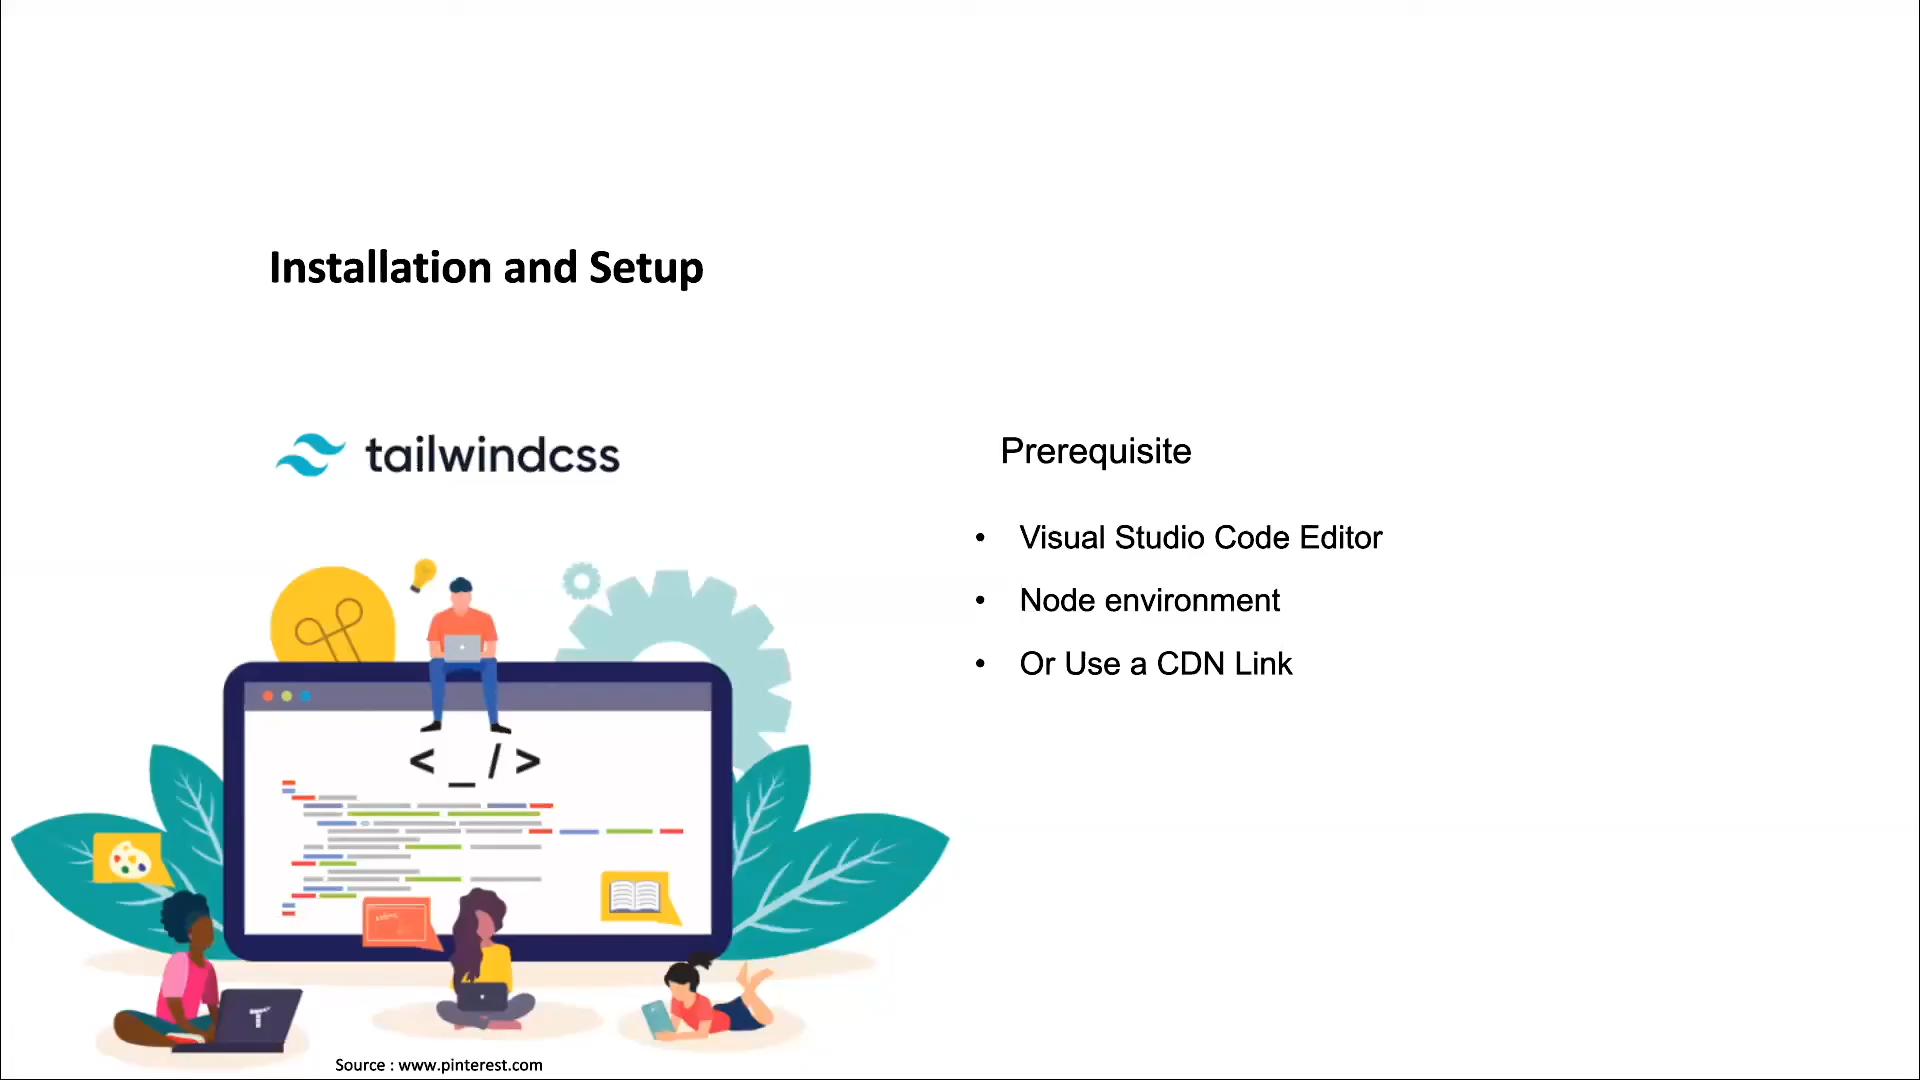 Installation and Setup
tailwindcss
Prerequisite
• Visual Studio Code Editor
• Node environment
• Or Use a CDN Link
< _ / >
T
Source : www.pinterest.com